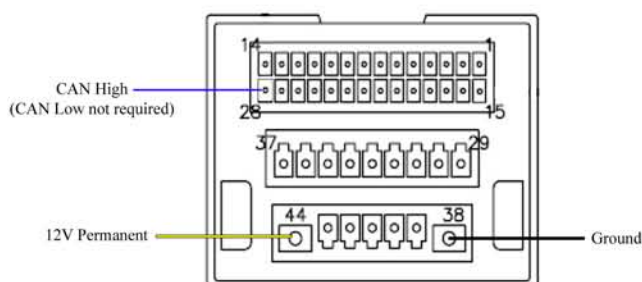 14 1
CAN High
(CAN Low not required)
28 15
37 29
44 38
12V Permanent
Ground